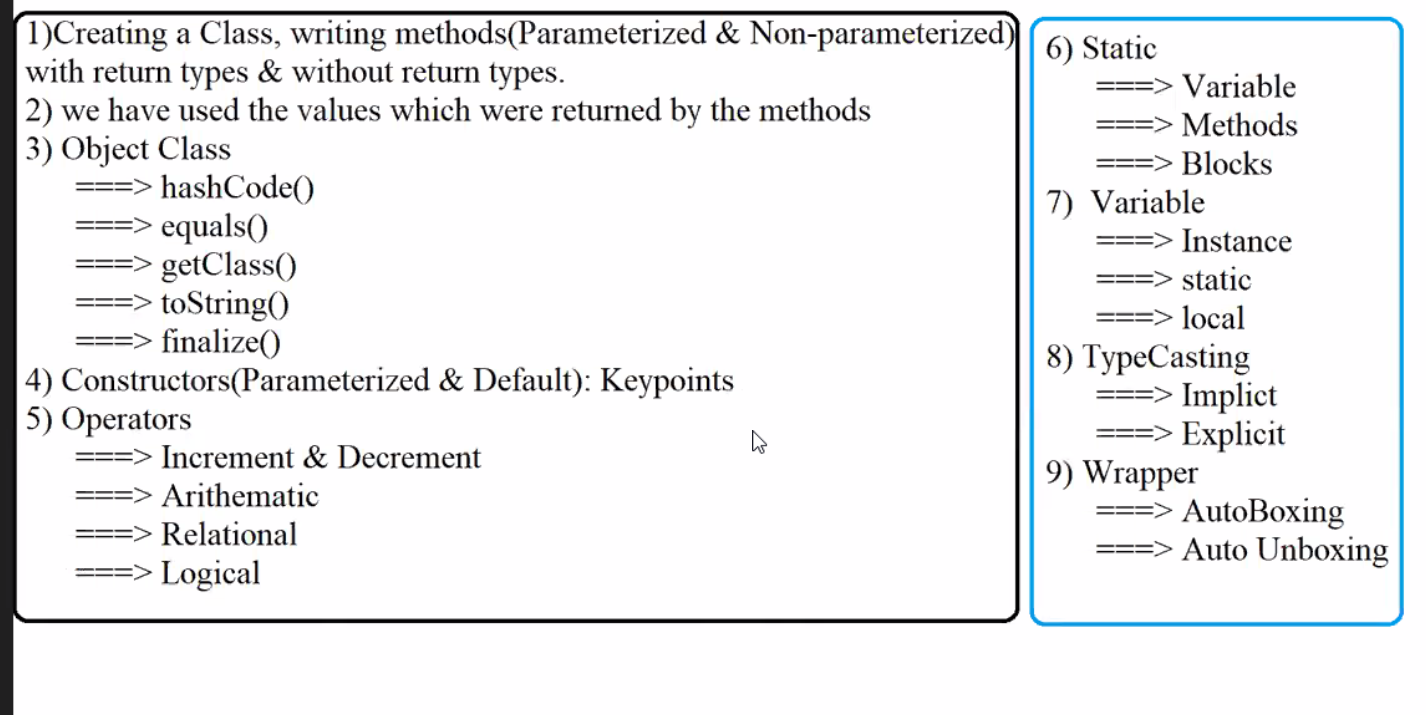 1)Creating a Class, writing methods(Parameterized & Non-parameterized)
with return types & without return types.
2) we have used the values which were returned by the methods
3) Object Class
===> hashCode()
===> equals()
===> getClass()
===> toString()
===> finalize()
4) Constructors(Parameterized & Default): Keypoints
5) Operators
===> Increment & Decrement
===> Arithematic
===> Relational
===> Logical
6) Static
===> Variable
===> Methods
===> Blocks
7) Variable
===> Instance
===> static
===> local
8) TypeCasting
===> Implict
===> Explicit
9) Wrapper
===> AutoBoxing
===> Auto Unboxing